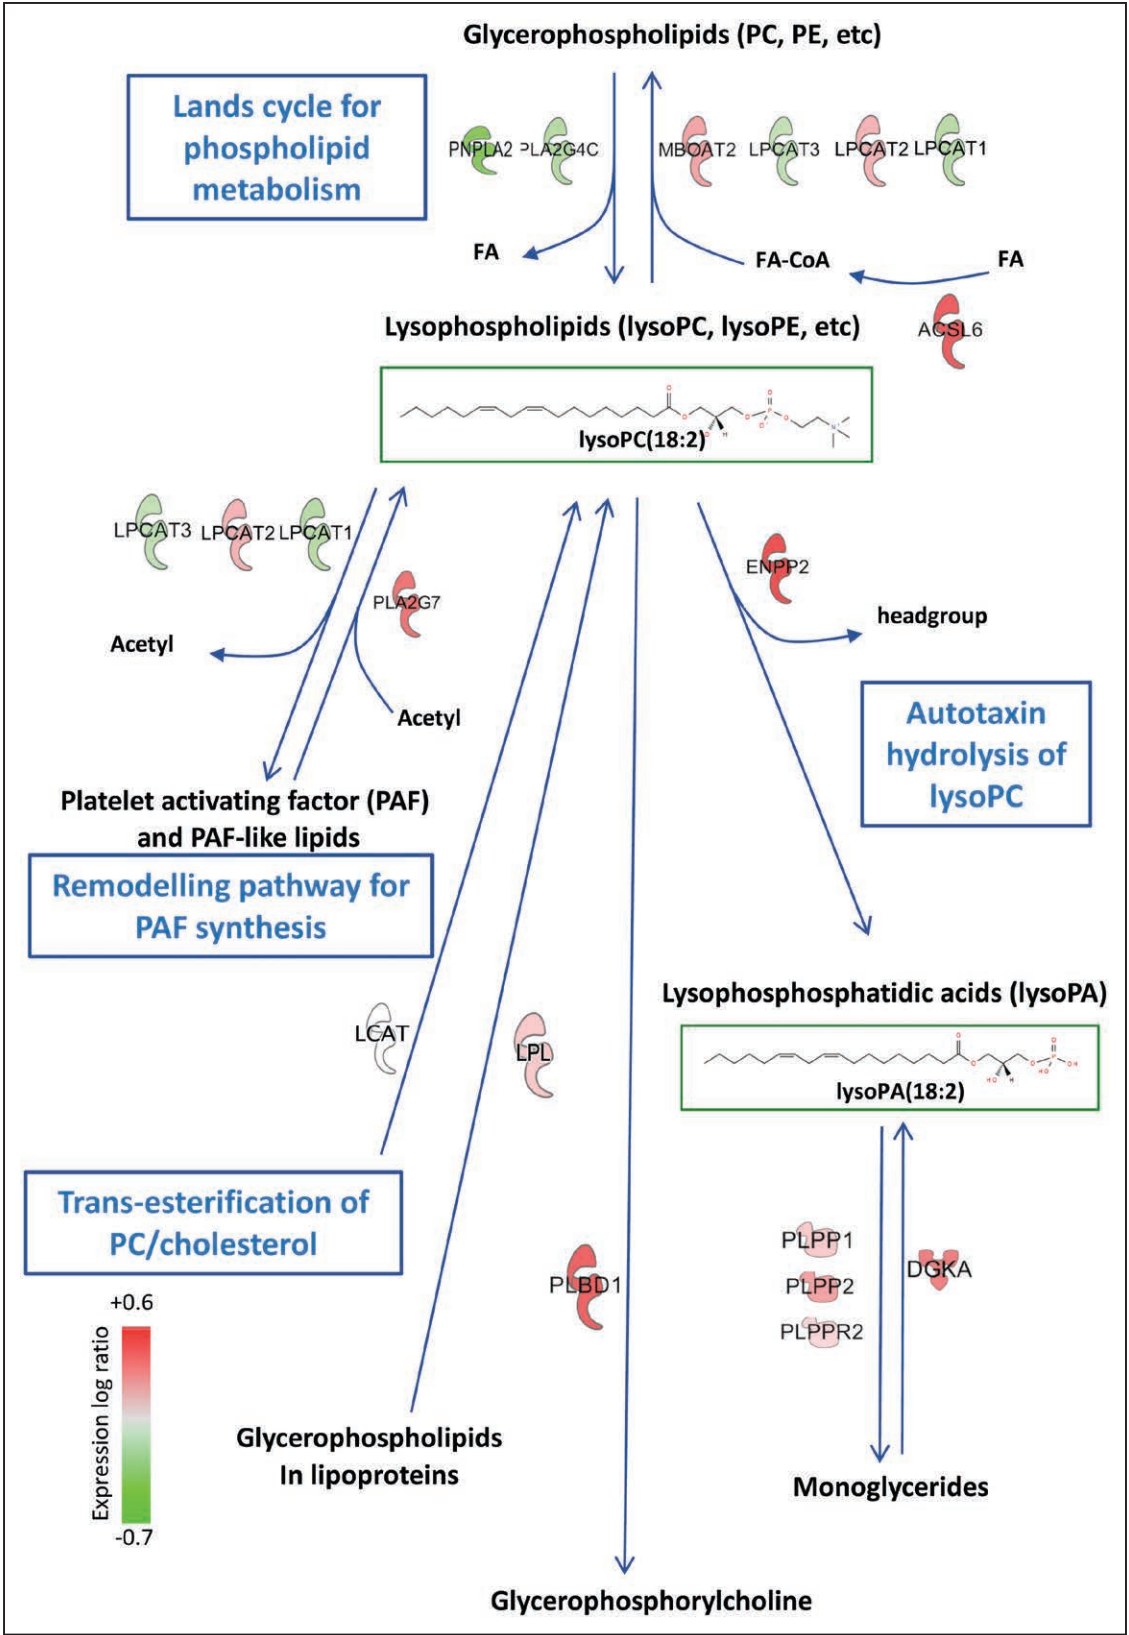 Glycerophospholipids (PC, PE, etc)
Lands cycle for
phospholipid
metabolism
PNPLA2 PLA2G4C MBOAT2 LPCAT3 LPCAT2 LPCAT1
FA
FA-CoA
FA
ACSL6
Lysophospholipids (lysoPC, lysoPE, etc)
lysoPC(18:2)
LPCAT3 LPCAT2 LPCAT1
PLA2G7
ENPP2
headgroup
Acetyl
Acetyl
Autotaxin
hydrolysis of
lysoPC
Platelet activating factor (PAF)
and PAF-like lipids
Remodelling pathway for
PAF synthesis
LCAT
LPL
Lysophosphatidic acids (lysoPA)
lysoPA(18:2)
Trans-esterification of
PC/cholesterol
PLBD1
PLPP1
PLPP2
PLPPR2
DGKA
+0.6
Expression log ratio
-0.7
Glycerophospholipids
In lipoproteins
Monoglycerides
Glycerophosphorylcholine